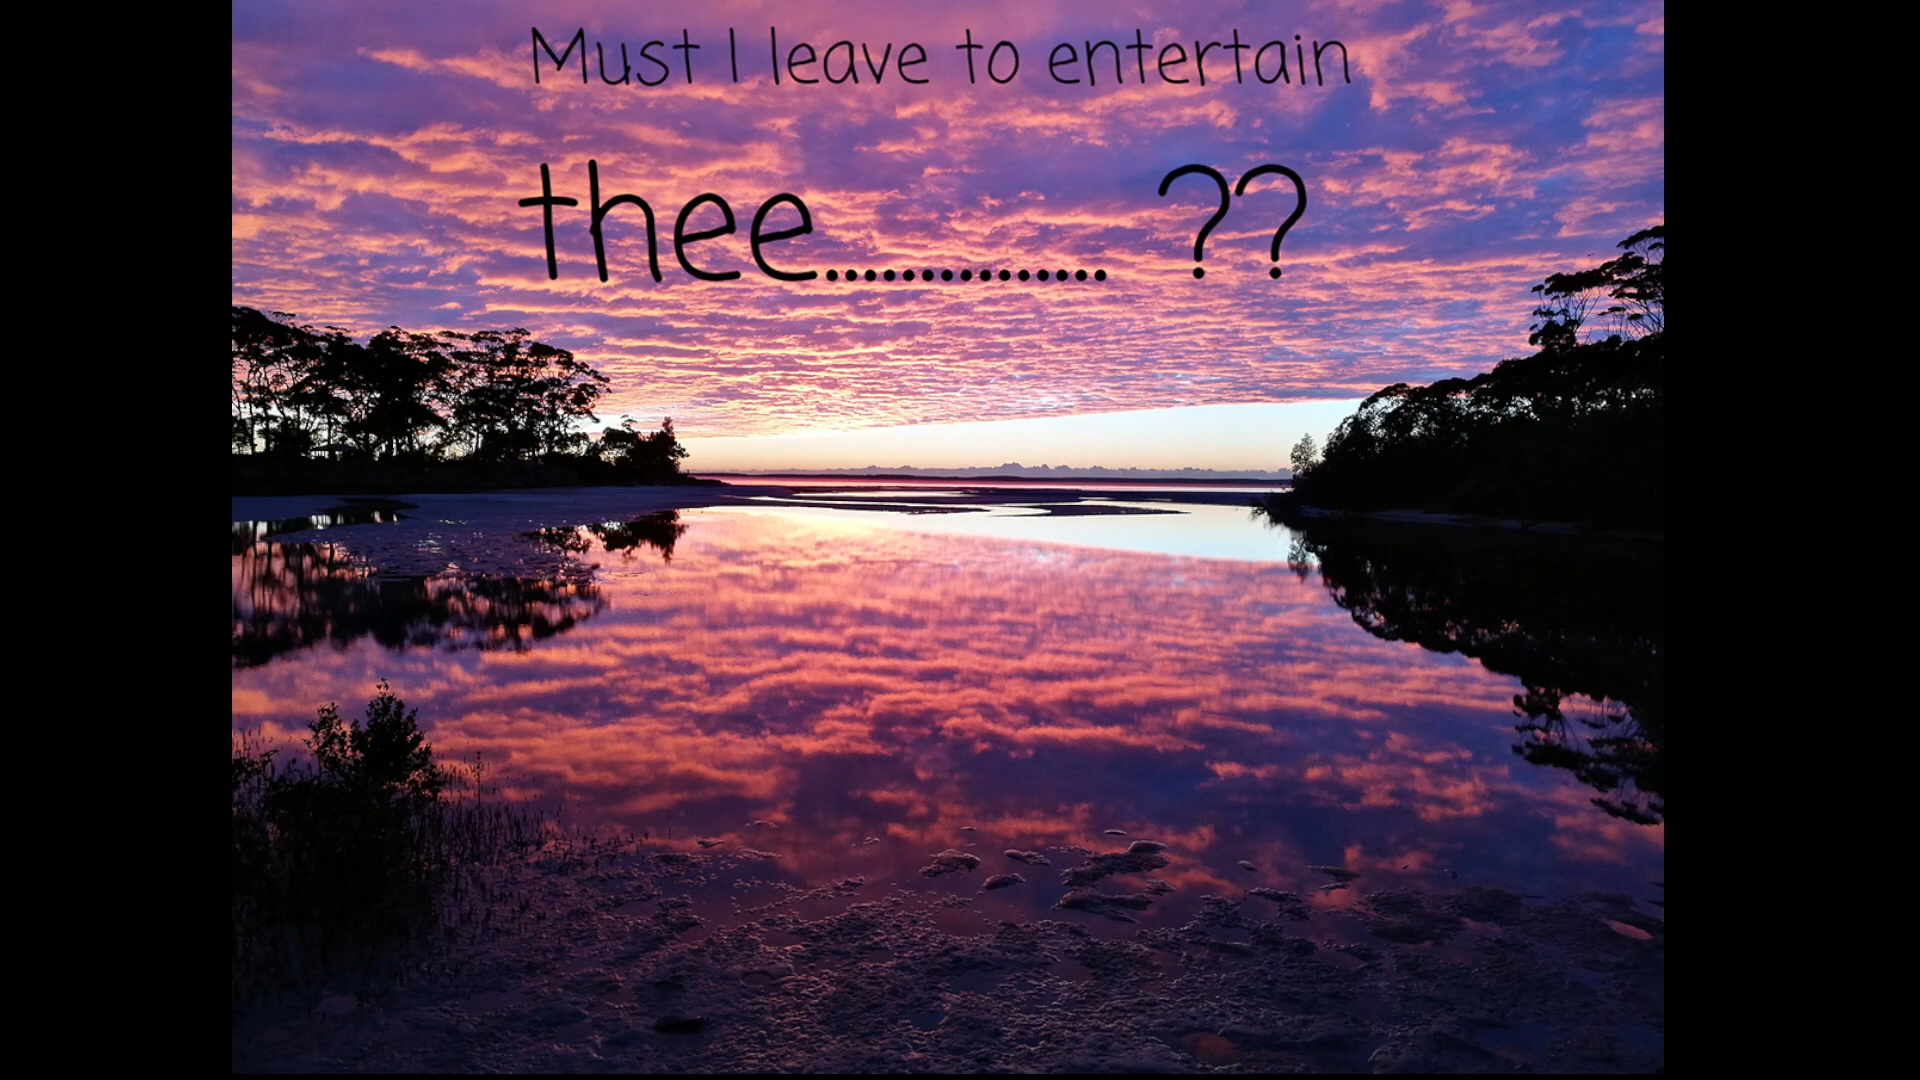 Must I leave to entertain
thee............... ??